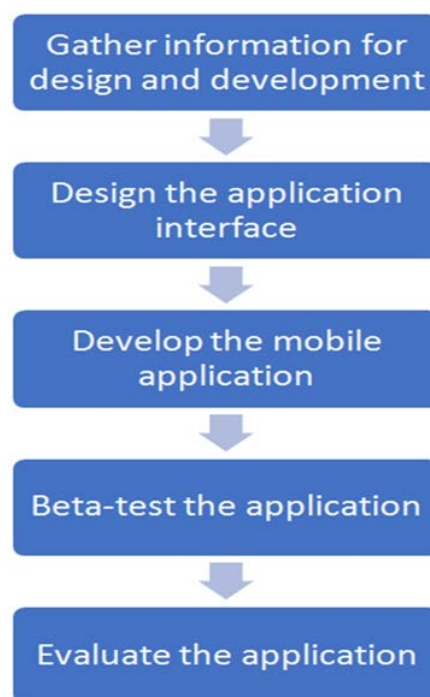 Gather information for
design and development
Design the application
interface
Develop the mobile
application
Beta-test the application
Evaluate the application